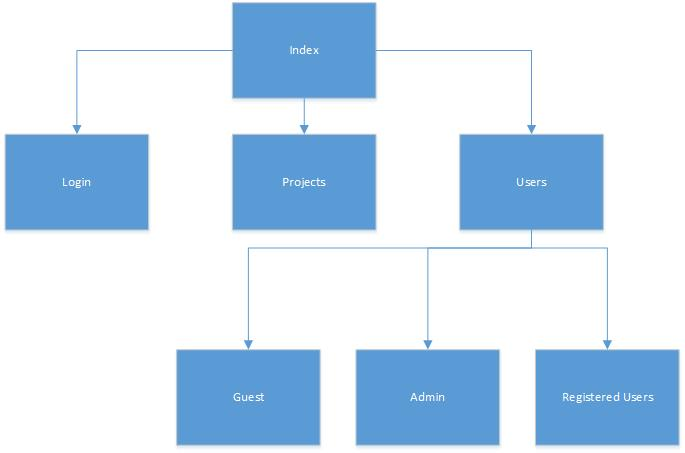 Index
Login
Projects
Users
Guest
Admin
Registered Users